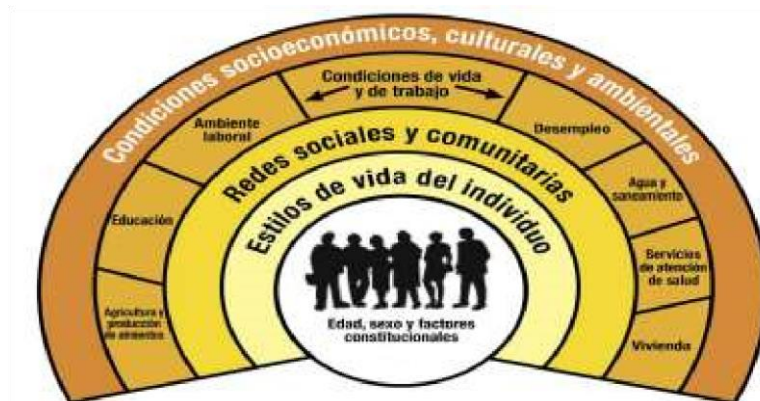 Condiciones socioeconómicos, culturales y ambientales
Condiciones de vida
y de trabajo
Ambiente
laboral
Desempleo
Redes sociales y comunitarias
Agua y
saneamiento
Estilos de vida del indivíduo
Educación
Servicios
de atención
de salud
Agricultura y
producción
de alimentos
Edad, sexo y factores
constitucionales
Vivienda